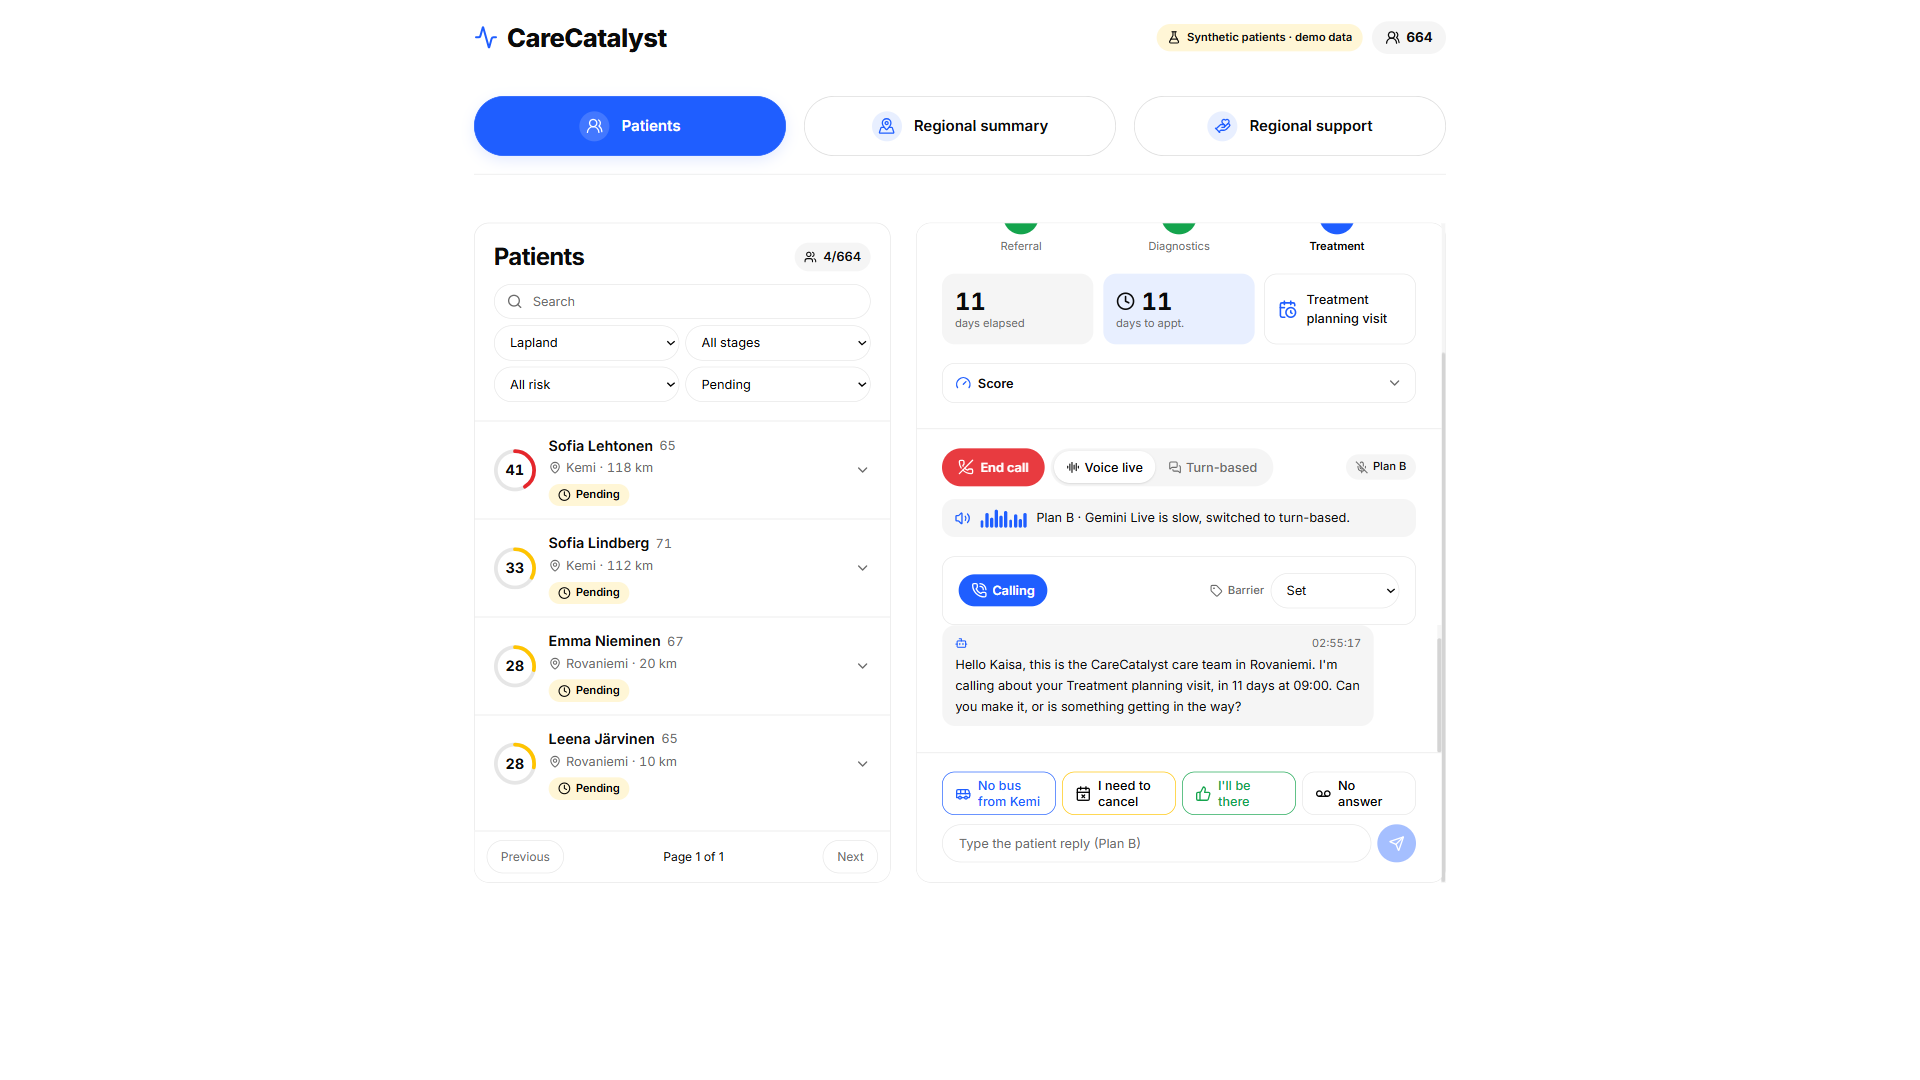 CareCatalyst
Synthetic patients · demo data
664
Patients
Regional summary
Regional support
Patients
4/664
Search
Lapland
All stages
All risk
Pending
41
Sofia Lehtonen 65
Kemi · 118 km
Pending
33
Sofia Lindberg 71
Kemi · 112 km
Pending
28
Emma Nieminen 67
Rovaniemi · 20 km
Pending
28
Leena Järvinen 65
Rovaniemi · 10 km
Pending
Previous
Page 1 of 1
Next
Referral
Diagnostics
Treatment
11
days elapsed
11
days to appt.
Treatment
planning visit
Score
End call
Voice live
Turn-based
Plan B
Plan B · Gemini Live is slow, switched to turn-based.
Calling
Barrier
Set
02:55:17
Hello Kaisa, this is the CareCatalyst care team in Rovaniemi. I'm
calling about your Treatment planning visit, in 11 days at 09:00. Can
you make it, or is something getting in the way?
No bus
from Kemi
I need to
cancel
I'll be
there
No
answer
Type the patient reply (Plan B)